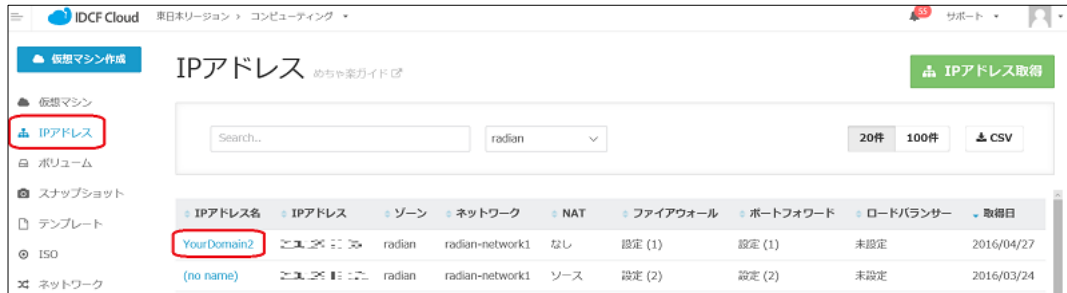 IDCF Cloud 東日本リージョン › コンピューティング 55 サポート
仮想マシン作成
IPアドレス めちゃ楽ガイド
IPアドレス取得
仮想マシン
IPアドレス
ボリューム
スナップショット
テンプレート
ISO
ネットワーク
Search.. radian 20件 100件 CSV
IPアドレス名 IPアドレス ゾーン ネットワーク NAT ファイアウォール ポートフォワード ロードバランサー 取得日
YourDomain2 radian radian-network1 なし 設定 (1) 設定 (1) 未設定 2016/04/27
(no name) radian radian-network1 ソース 設定 (2) 設定 (2) 未設定 2016/03/24